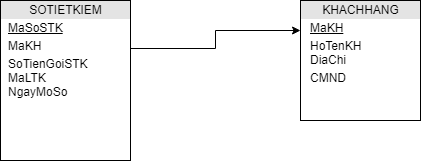 SOTIETKIEM
MaSoSTK
MaKH
SoTienGoiSTK
MaLTK
NgayMoSo
KHACHHANG
MaKH
HoTenKH
DiaChi
CMND